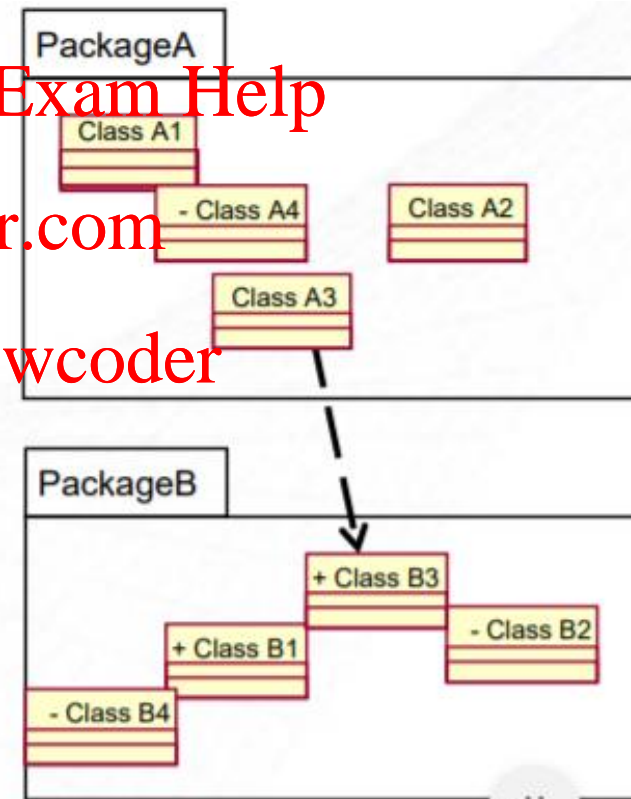 PackageA
Exam Help
Class A1
- Class A4
Class A2
r.com
Class A3
wcoder
PackageB
+ Class B3
- Class B2
+ Class B1
- Class B4